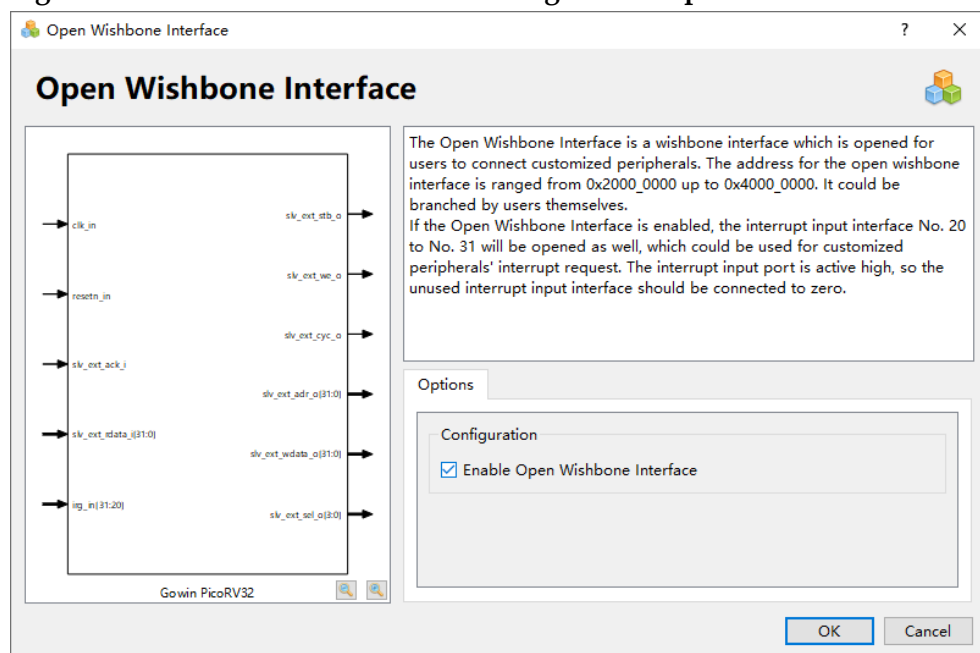 Open Wishbone Interface
?
Open Wishbone Interface
clk_in
resetn_in
slv_ext_ack_i
slv_ext_rdata_i(31:0)
irq_in(31:20)
slv_ext_stb_o
slv_ext_we_o
slv_ext_cyc_o
slv_ext_adr_o(31:0)
slv_ext_wdata_o(31:0)
slv_ext_sel_o(3:0)
Gowin PicoRV32
The Open Wishbone Interface is a wishbone interface which is opened for
users to connect customized peripherals. The address for the open wishbone
interface is ranged from 0x2000_0000 up to 0x4000_0000. It could be
branched by users themselves.
If the Open Wishbone Interface is enabled, the interrupt input interface No. 20
to No. 31 will be opened as well, which could be used for customized
peripherals' interrupt request. The interrupt input port is active high, so the
unused interrupt input interface should be connected to zero.
Options
Configuration
Enable Open Wishbone Interface
OK
Cancel